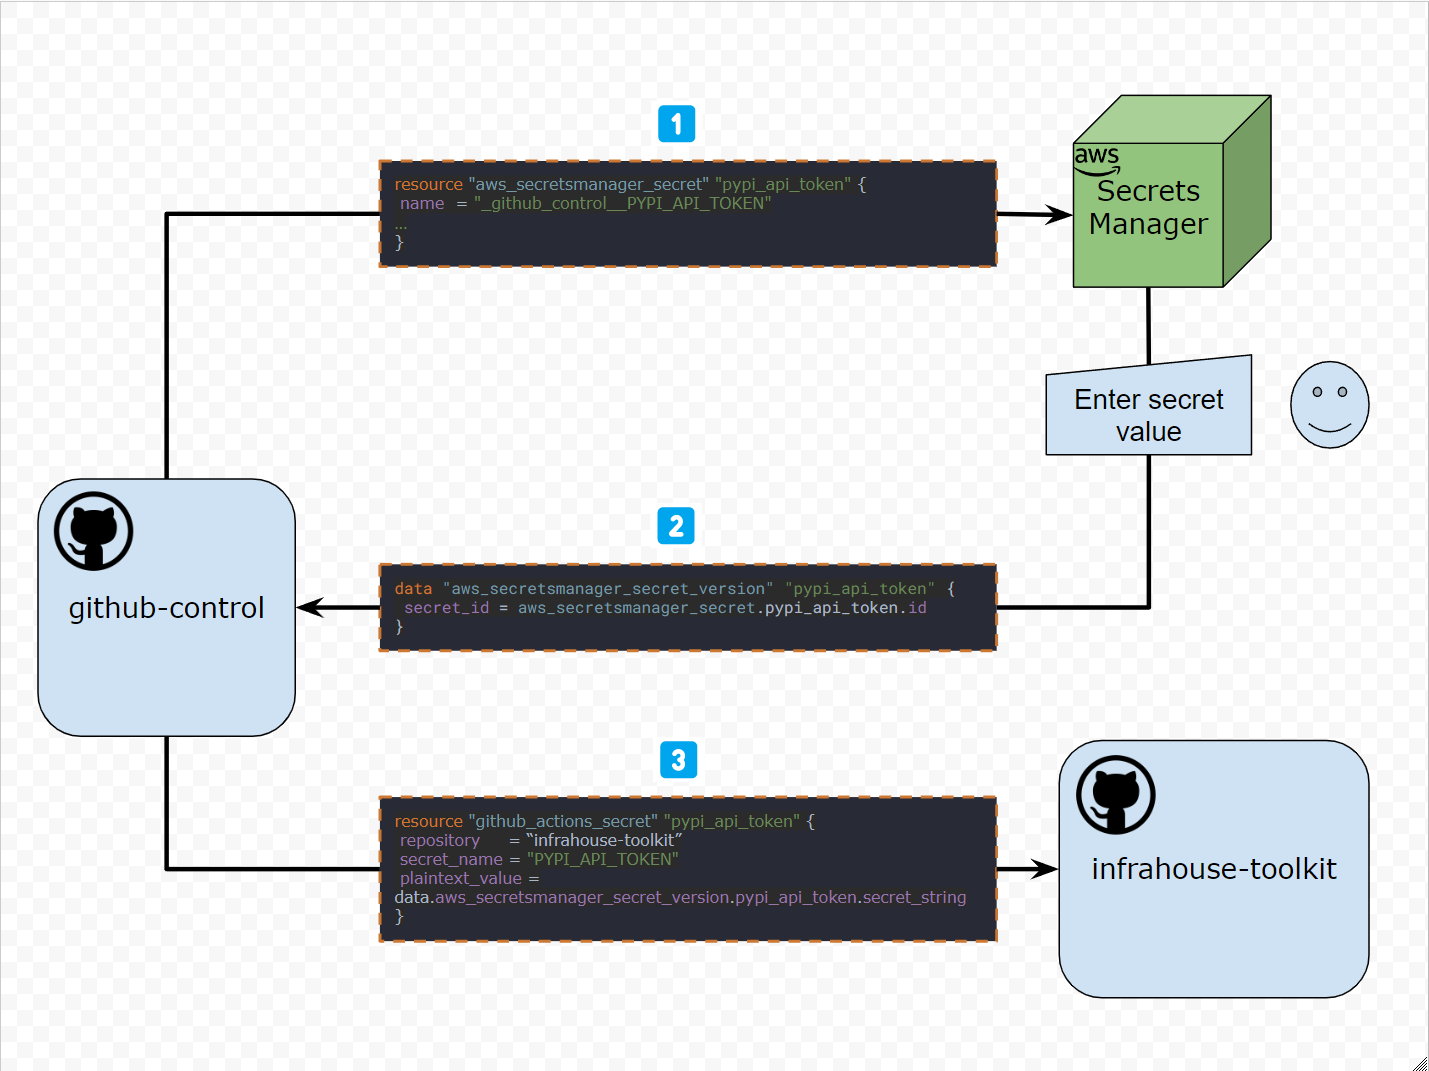 1
resource "aws_secretsmanager_secret" "pypi_api_token" {
name = "_github_control__PYPI_API_TOKEN"
...
}
aws
Secrets
Manager
Enter secret
value
2
data "aws_secretsmanager_secret_version" "pypi_api_token" {
secret_id = aws_secretsmanager_secret.pypi_api_token.id
}
github-control
3
resource "github_actions_secret" "pypi_api_token" {
repository = “infrahouse-toolkit”
secret_name = "PYPI_API_TOKEN"
plaintext_value =
data.aws_secretsmanager_secret_version.pypi_api_token.secret_string
}
infrahouse-toolkit